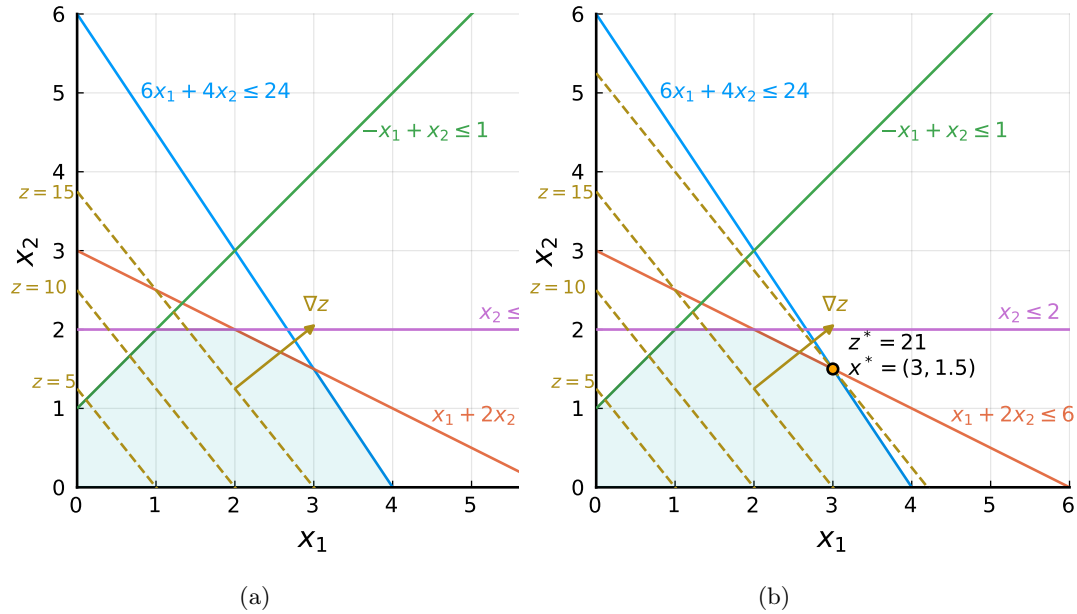 6
5
4
3
2
1
0
x₂
6x₁ + 4x₂ ≤ 24
−x₁ + x₂ ≤ 1
z = 15
z = 10
z = 5
∇z
x₂ ≤
x₁ + 2x₂
0
1
2
3
4
5
x₁
(a)
6
5
4
3
2
1
0
x₂
6x₁ + 4x₂ ≤ 24
−x₁ + x₂ ≤ 1
z = 15
z = 10
z = 5
∇z
x₂ ≤ 2
z* = 21
x* = (3, 1.5)
x₁ + 2x₂ ≤ 6
0
1
2
3
4
5
6
x₁
(b)